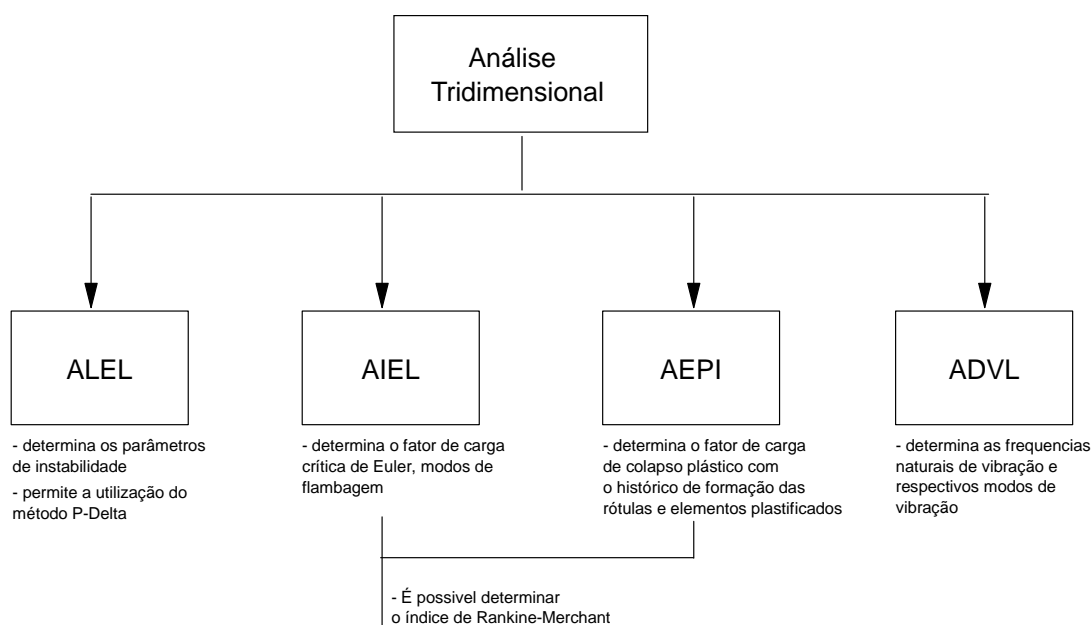 Análise
Tridimensional
ALEL
- determina os parâmetros
de instabilidade
- permite a utilização do
método P-Delta
AIEL
- determina o fator de carga
crítica de Euler, modos de
flambagem
AEPI
- determina o fator de carga
de colapso plástico com
o histórico de formação das
rótulas e elementos plastificados
ADVL
- determina as frequencias
naturais de vibração e
respectivos modos de
vibração
- É possivel determinar
o índice de Rankine-Merchant